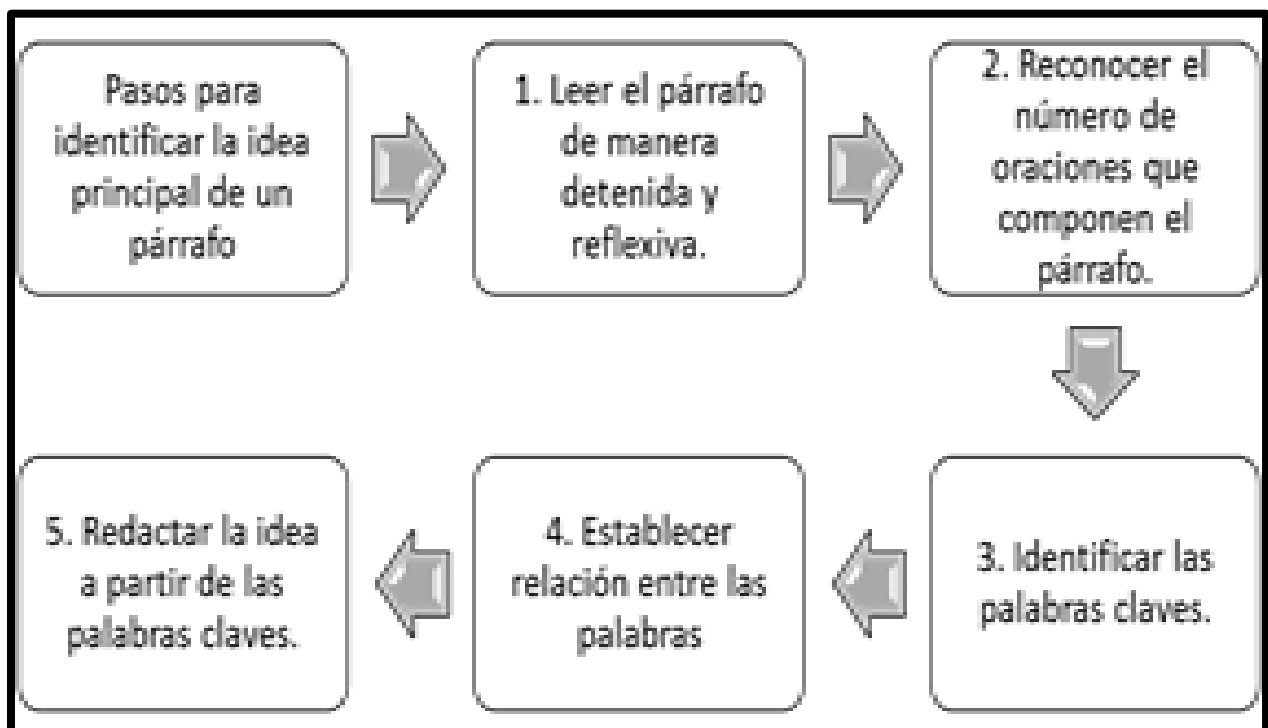 Pasos para
identificar la idea
principal de un
párrafo
1. Leer el párrafo
de manera
detenida y
reflexiva.
2. Reconocer el
número de
oraciones que
componen el
párrafo.
3. Identificar las
palabras claves.
4. Establecer
relación entre las
palabras
5. Redactar la idea
a partir de las
palabras claves.